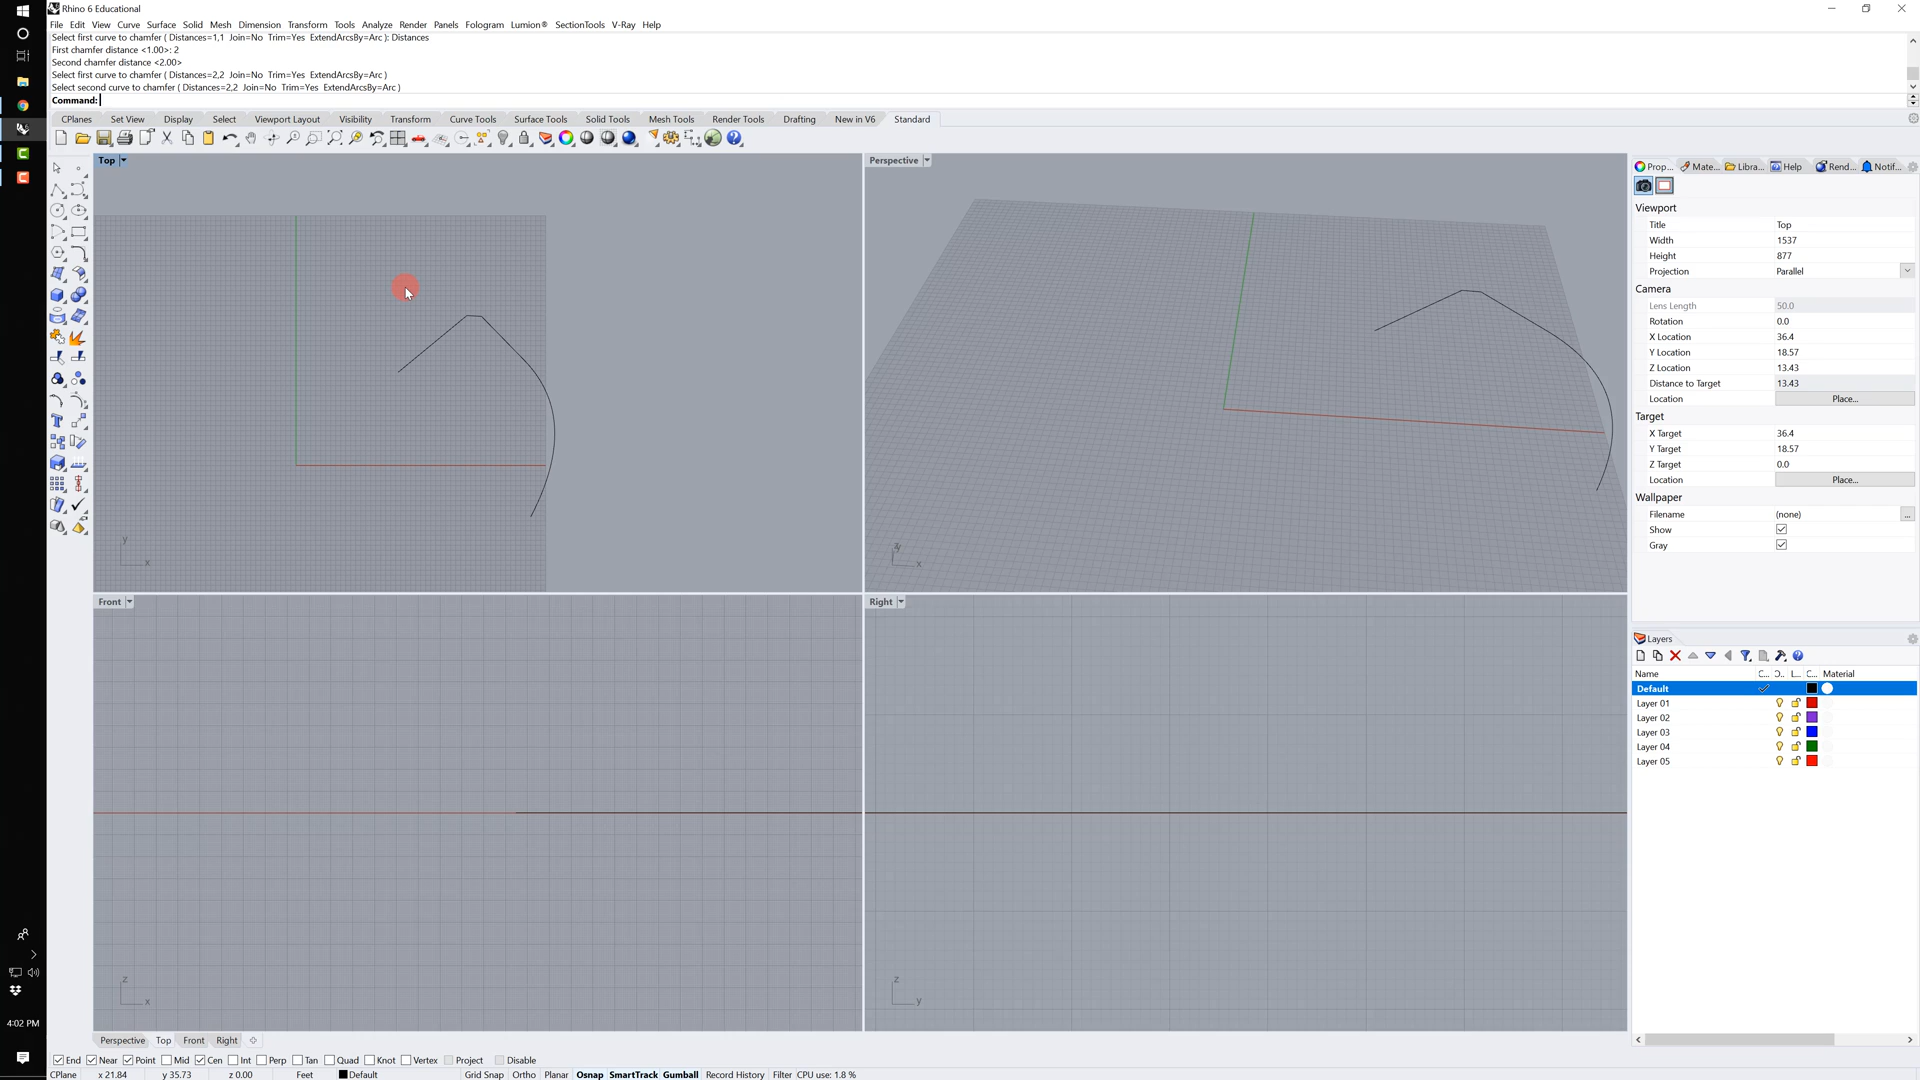 Rhino 6 Educational
File Edit View Curve Surface Solid Mesh Dimension Transform Tools Analyze Render Panels Fologram Lumion® SectionTools V-Ray Help
Select first curve to chamfer ( Distances=1,1 Join=No Trim=Yes ExtendArcsBy=Arc ): Distances
First chamfer distance <1.00>: 2
Second chamfer distance <2.00>
Select first curve to chamfer ( Distances=2,2 Join=No Trim=Yes ExtendArcsBy=Arc )
Select second curve to chamfer ( Distances=2,2 Join=No Trim=Yes ExtendArcsBy=Arc )
Command:
CPlanes Set View Display Select Viewport Layout Visibility Transform Curve Tools Surface Tools Solid Tools Mesh Tools Render Tools Drafting New in V6 Standard
Top
Perspective
Prop... Mate... Libra... Help Rend... Notif...
Viewport
Title Top
Width 1537
Height 877
Projection Parallel
Camera
Lens Length 50.0
Rotation 0.0
X Location 36.4
Y Location 18.57
Z Location 13.43
Distance to Target 13.43
Location Place...
Target
X Target 36.4
Y Target 18.57
Z Target 0.0
Location Place...
Wallpaper
Filename (none) ...
Show
Gray
y
x
z
y
x
Front
Right
Layers
Name C... O.. L... C... Material
Default
Layer 01
Layer 02
Layer 03
Layer 04
Layer 05
z
x
z
y
4:02 PM
Perspective Top Front Right
End Near Point Mid Cen Int Perp Tan Quad Knot Vertex Project Disable
CPlane x 21.84 y 35.73 z 0.00 Feet Default Grid Snap Ortho Planar Osnap SmartTrack Gumball Record History Filter CPU use: 1.8 %